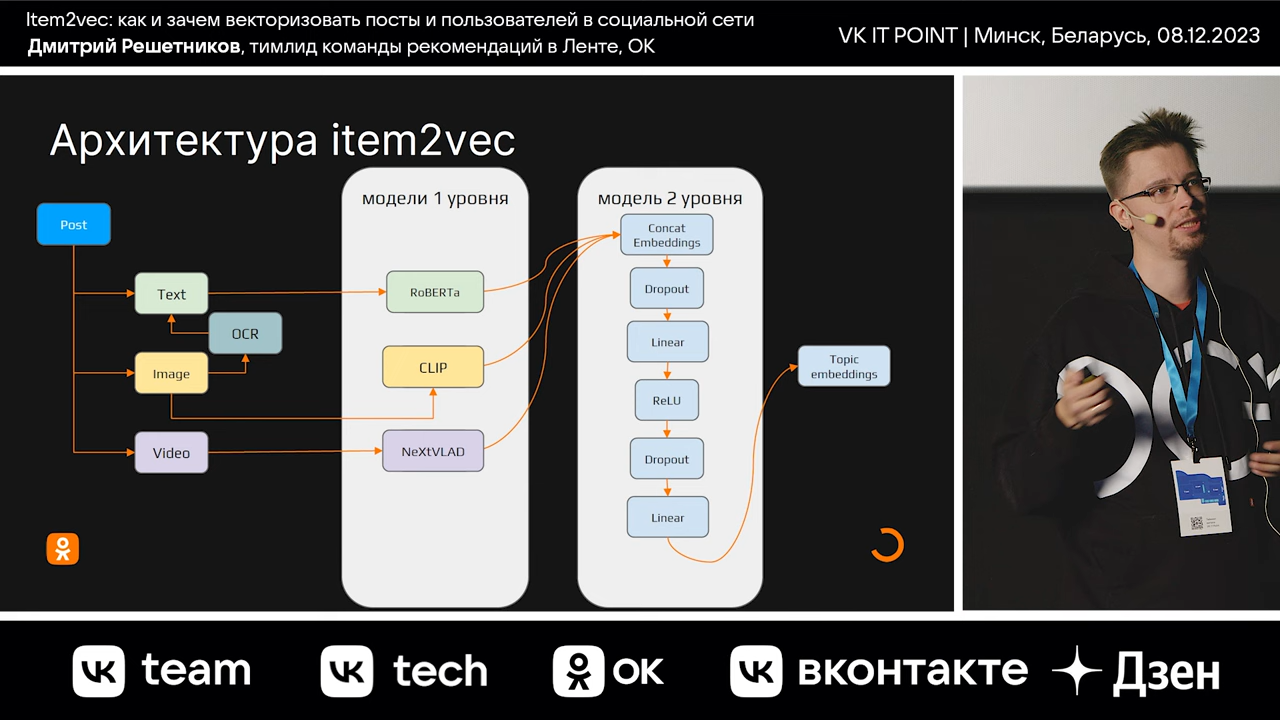 Item2vec: как и зачем векторизовать посты и пользователей в социальной сети
Дмитрий Решетников, тимлид команды рекомендаций в Ленте, ОК
VK IT POINT | Минск, Беларусь, 08.12.2023
Архитектура item2vec
Post
Text
OCR
Image
Video
модели 1 уровня
RoBERTa
CLIP
NeXtVLAD
модель 2 уровня
Concat
Embeddings
Dropout
Linear
ReLU
Dropout
Linear
Topic
embeddings
team
tech
ОК
вконтакте
Дзен